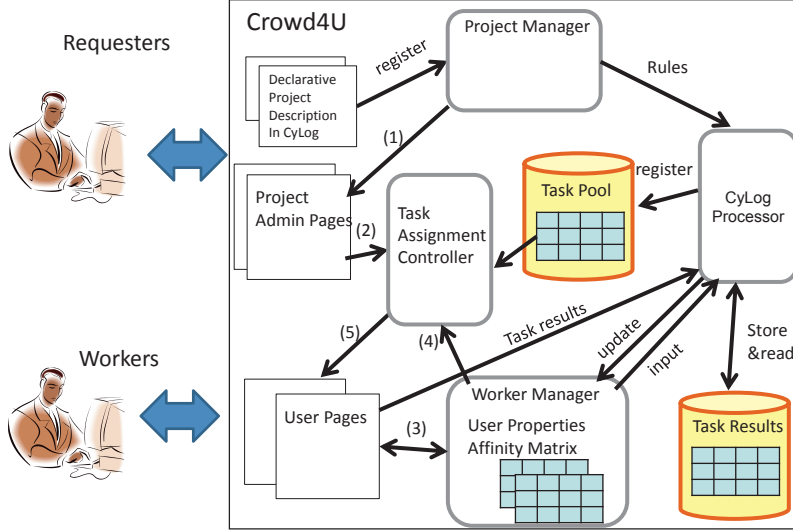 Requesters
Crowd4U
Project Manager
Declarative
Project
Description
In CyLog
register
Rules
(1)
Project
Admin Pages
(2)
Task
Assignment
Controller
Task Pool
register
CyLog
Processor
(5)
(4)
Task results
update
input
Store
&read
Workers
User Pages
(3)
Worker Manager
User Properties
Affinity Matrix
Task Results